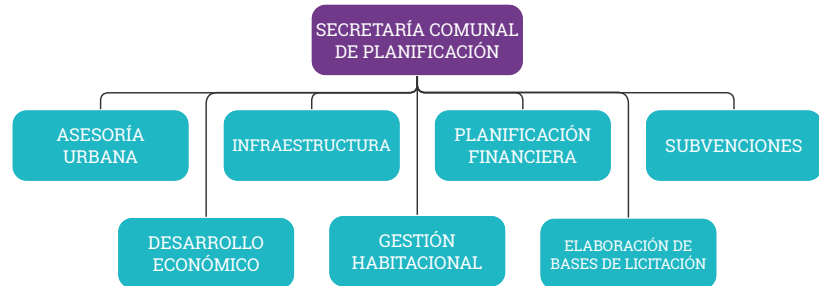 SECRETARÍA COMUNAL
DE PLANIFICACIÓN
ASESORÍA
URBANA
INFRAESTRUCTURA
PLANIFICACIÓN
FINANCIERA
SUBVENCIONES
DESARROLLO
ECONÓMICO
GESTIÓN
HABITACIONAL
ELABORACIÓN DE
BASES DE LICITACIÓN